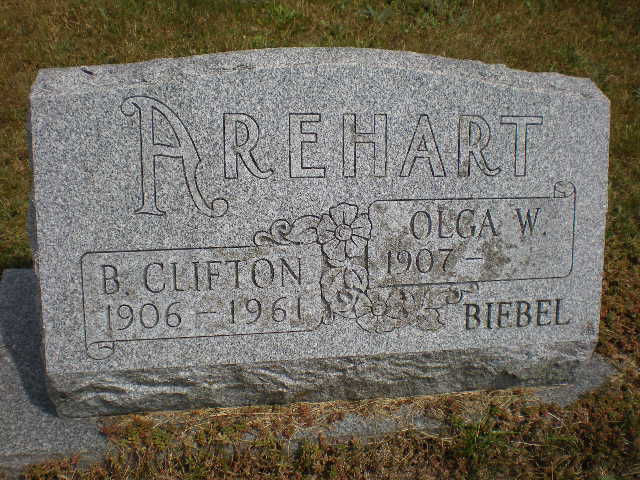 AREHART
B. CLIFTON
1906 - 1961
OLGA W.
1907 -
BIEBEL